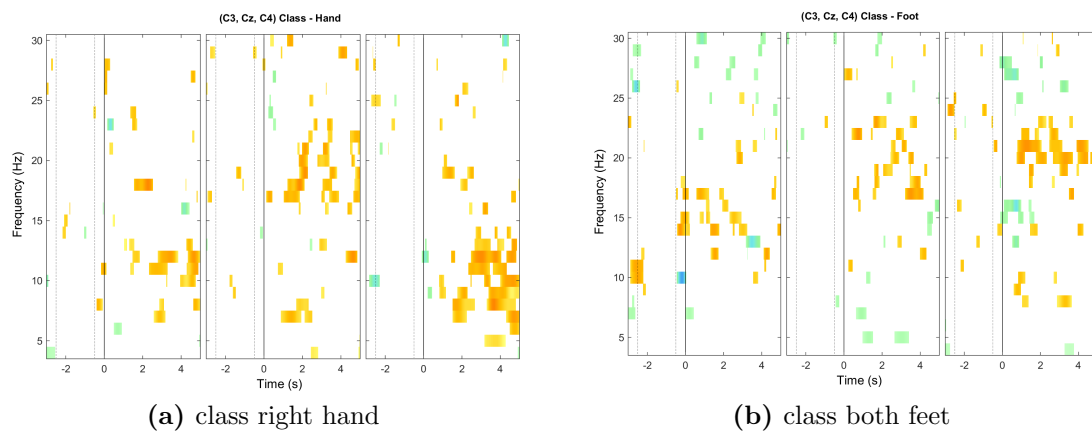 (C3, Cz, C4) Class - Hand
30
25
20
15
10
5
Frequency (Hz)
-2 0 2 4 -2 0 2 4 -2 0 2 4
Time (s)
(a) class right hand
(C3, Cz, C4) Class - Foot
30
25
20
15
10
5
Frequency (Hz)
-2 0 2 4 -2 0 2 4 -2 0 2 4
Time (s)
(b) class both feet